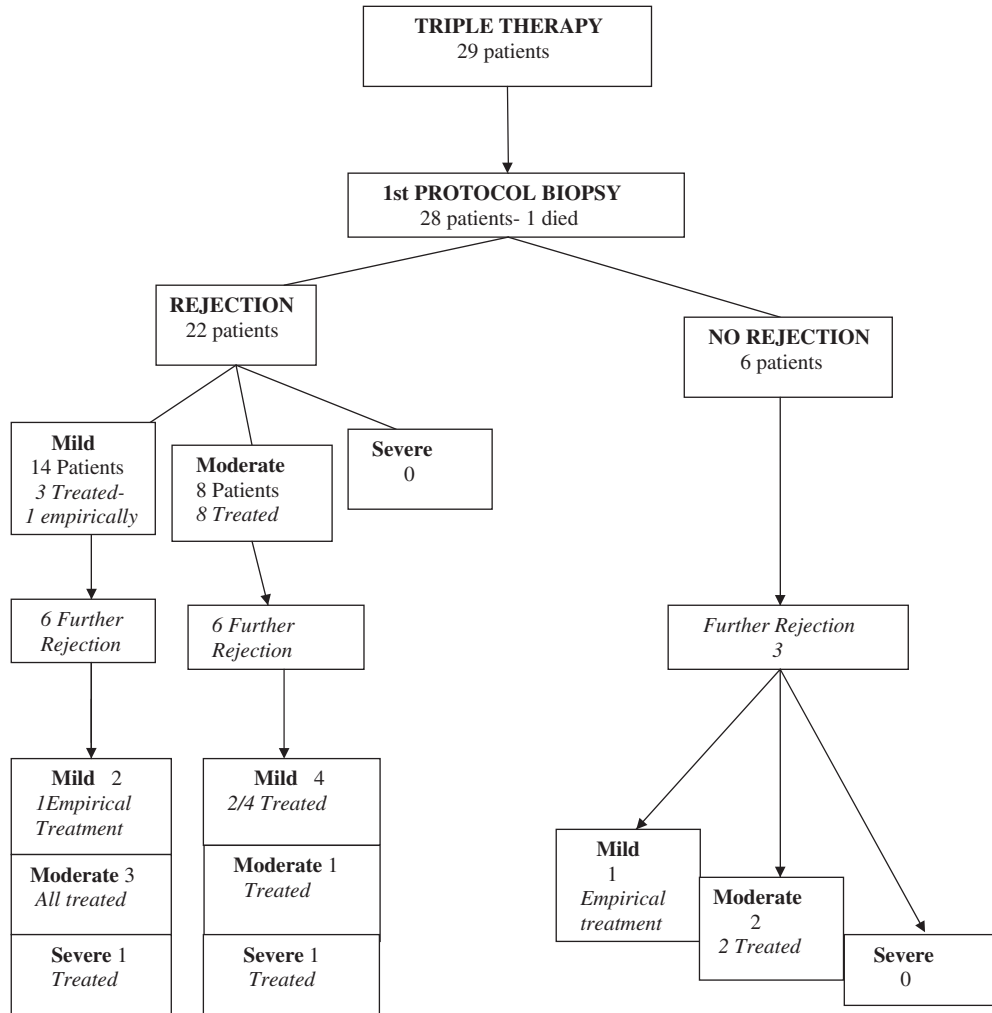 TRIPLE THERAPY
29 patients
1st PROTOCOL BIOPSY
28 patients- 1 died
REJECTION
22 patients
NO REJECTION
6 patients
Mild
14 Patients
3 Treated-
1 empirically
Moderate
8 Patients
8 Treated
Severe
0
6 Further
Rejection
6 Further
Rejection
Further Rejection
3
Mild 2
1Empirical
Treatment
Moderate 3
All treated
Severe 1
Treated
Mild 4
2/4 Treated
Moderate 1
Treated
Severe 1
Treated
Mild
1
Empirical
treatment
Moderate
2
2 Treated
Severe
0